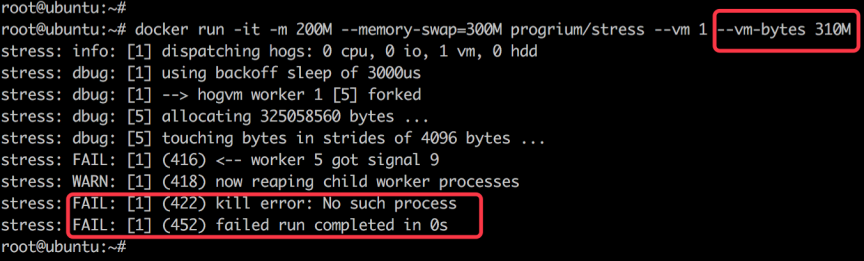 root@ubuntu:~#
root@ubuntu:~# docker run -it -m 200M --memory-swap=300M progrium/stress --vm 1 --vm-bytes 310M
stress: info: [1] dispatching hogs: 0 cpu, 0 io, 1 vm, 0 hdd
stress: dbug: [1] using backoff sleep of 3000us
stress: dbug: [1] --> hogvm worker 1 [5] forked
stress: dbug: [5] allocating 325058560 bytes ...
stress: dbug: [5] touching bytes in strides of 4096 bytes ...
stress: FAIL: [1] (416) <-- worker 5 got signal 9
stress: WARN: [1] (418) now reaping child worker processes
stress: FAIL: [1] (422) kill error: No such process
stress: FAIL: [1] (452) failed run completed in 0s
root@ubuntu:~#